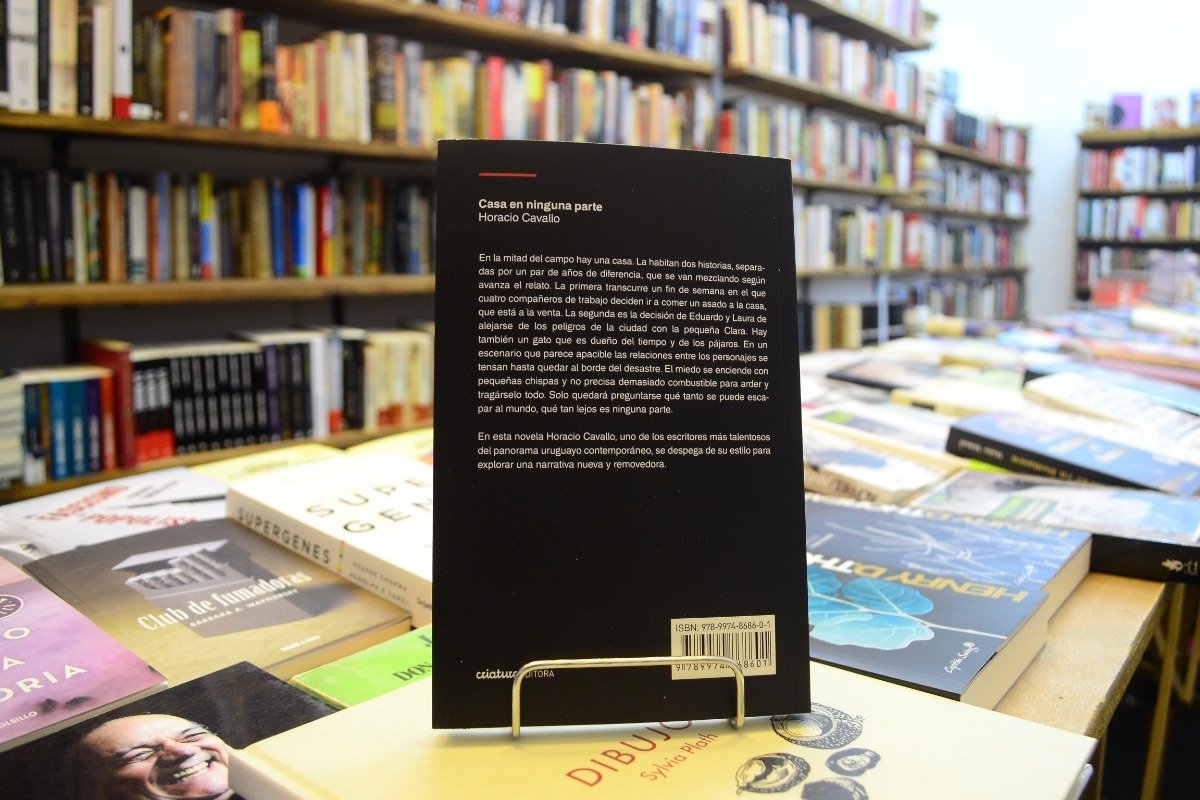 Casa en ninguna parte
Horacio Cavallo
En la mitad del campo hay una casa. La habitan dos historias, separa-
das por un par de años de diferencia, que se van mezclando según
avanza el relato. La primera transcurre un fin de semana en el que
cuatro compañeros de trabajo deciden ir a comer un asado a la casa,
que está a la venta. La segunda es la decisión de Eduardo y Laura de
alejarse de los peligros de la ciudad con la pequeña Clara. Hay
también un gato que es dueño del tiempo y de los pájaros. En un
escenario que parece apacible las relaciones entre los personajes se
tensan hasta quedar al borde del desastre. El miedo se enciende con
pequeñas chispas y no precisa demasiado combustible para arder y
tragárselo todo. Solo quedará preguntarse qué tanto se puede esca-
par al mundo, qué tan lejos es ninguna parte.
En esta novela Horacio Cavallo, uno de los escritores más talentosos
del panorama uruguayo contemporáneo, se despega de su estilo para
explorar una narrativa nueva y removedora.
ISBN: 978-9974-8686-0-1
criatura EDITORA
SUPERGENES
Club de fumadoras
BÁRBARA A.
HENRY D. TH
DIBUJO
Sylvia Plath